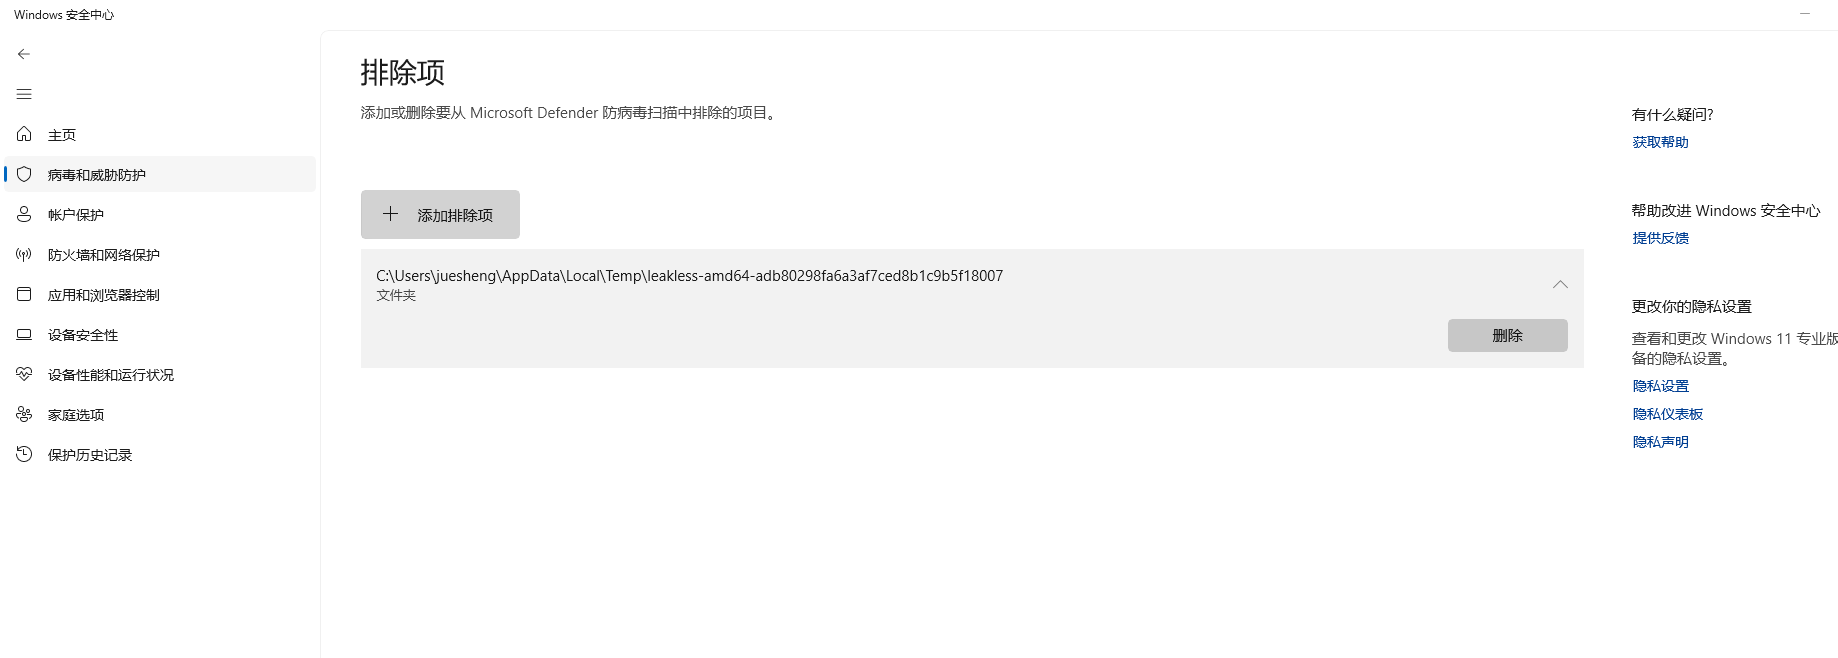 Windows 安全中心
主页
病毒和威胁防护
帐户保护
防火墙和网络保护
应用和浏览器控制
设备安全性
设备性能和运行状况
家庭选项
保护历史记录
排除项
添加或删除要从 Microsoft Defender 防病毒扫描中排除的项目。
添加排除项
C:\Users\juesheng\AppData\Local\Temp\leakless-amd64-adb80298fa6a3af7ced8b1c9b5f18007
文件夹
删除
有什么疑问?
获取帮助
帮助改进 Windows 安全中心
提供反馈
更改你的隐私设置
查看和更改 Windows 11 专业版
备的隐私设置。
隐私设置
隐私仪表板
隐私声明